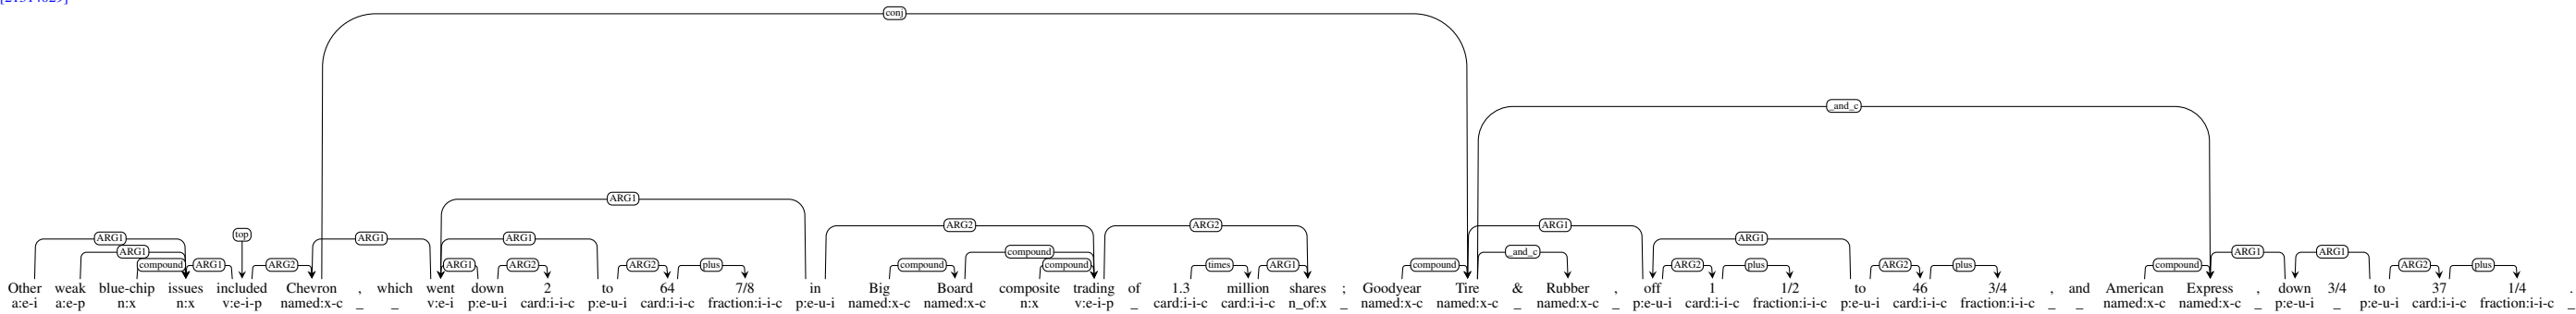 conj
_and_c
ARG1
ARG2 ARG2 ARG1
top
ARG1 ARG1 ARG1 ARG1
ARG1 compound _and_c ARG1 ARG1
compound ARG1 ARG2 ARG1 ARG2 ARG2 plus compound compound times ARG1 compound ARG2 plus ARG2 plus compound ARG2 plus
Other weak blue-chip issues included Chevron , which went down 2 to 64 7/8 in Big Board composite trading of 1.3 million shares ; Goodyear Tire & Rubber , off 1 1/2 to 46 3/4 , and American Express , down 3/4 to 37 1/4 .
a:e-i a:e-p n:x n:x v:e-i-p named:x-c _ _ v:e-i p:e-u-i card:i-i-c p:e-u-i card:i-i-c fraction:i-i-c p:e-u-i named:x-c named:x-c n:x v:e-i-p _ card:i-i-c card:i-i-c n_of:x _ named:x-c named:x-c _ named:x-c _ p:e-u-i card:i-i-c fraction:i-i-c p:e-u-i card:i-i-c fraction:i-i-c _ _ named:x-c named:x-c _ p:e-u-i _ p:e-u-i card:i-i-c fraction:i-i-c _